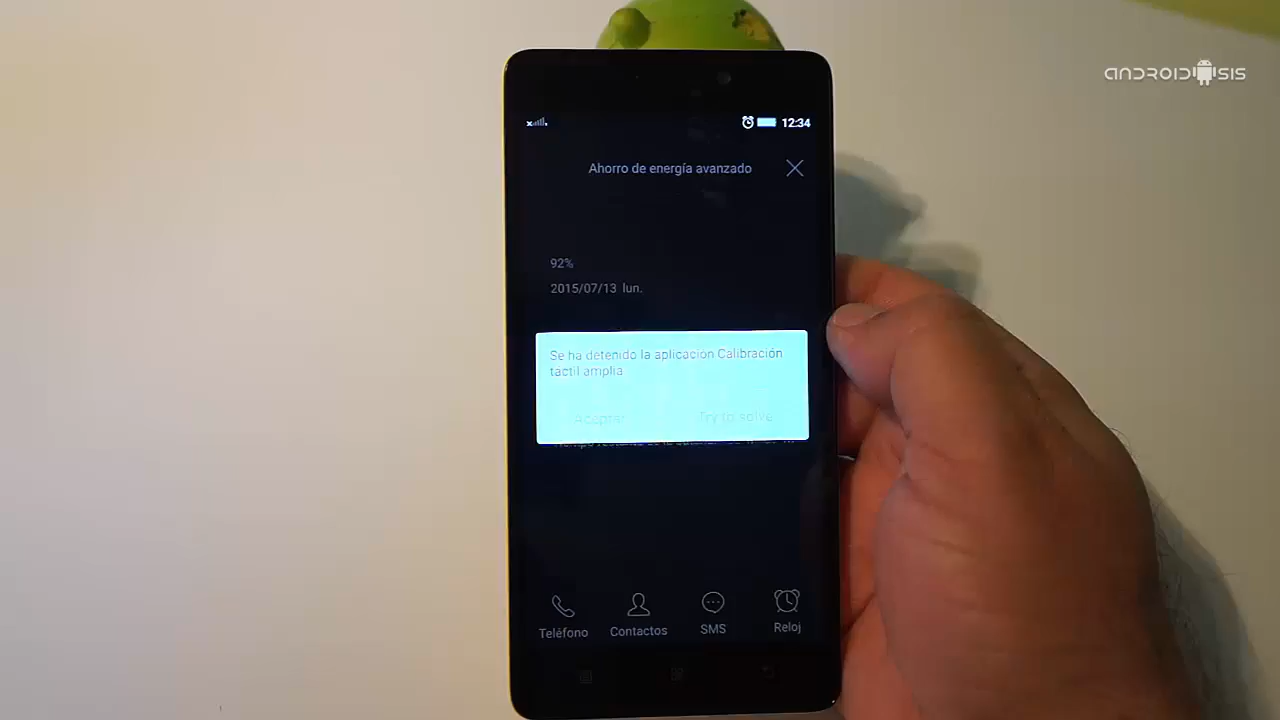 ANDROIDSIS
12:34
Ahorro de energía avanzado
92%
2015/07/13 lun.
Se ha detenido la aplicación Calibración
tactil amplia
Aceptar Try to solve
Teléfono Contactos SMS Reloj